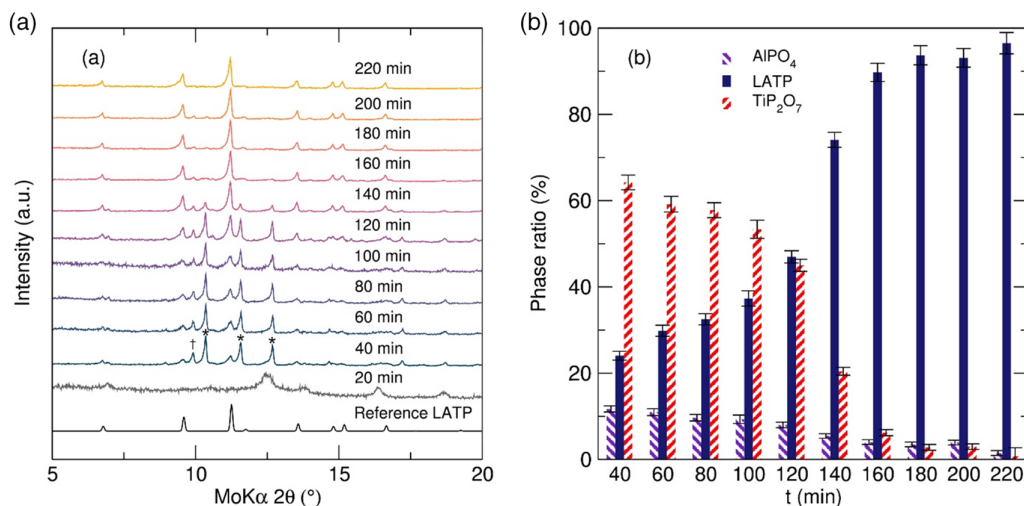 (a)
(a)
220 min
200 min
180 min
160 min
140 min
120 min
100 min
80 min
60 min
† * * *
40 min
20 min
Reference LATP
Intensity (a.u.)
5 10 15 20
MoKα 2θ (°)
(b)
(b)
AlPO₄
LATP
TiP₂O₇
100
80
60
40
20
0
Phase ratio (%)
40 60 80 100 120 140 160 180 200 220
t (min)